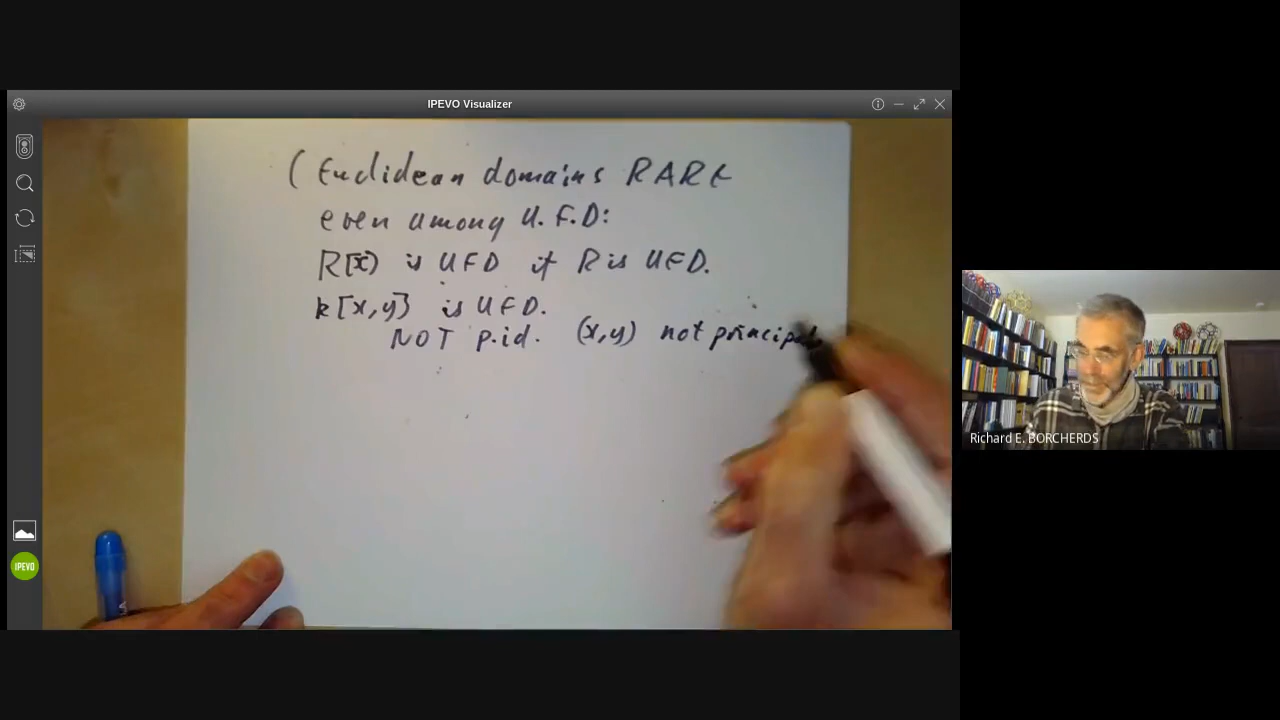 IPEVO Visualizer
( Euclidean domains RARE
even among U.F.D:
R[x] is UFD if R is UFD.
k[x,y] is UFD.
NOT p.id. (x,y) not principal.
IPEVO
Richard E. BORCHERDS